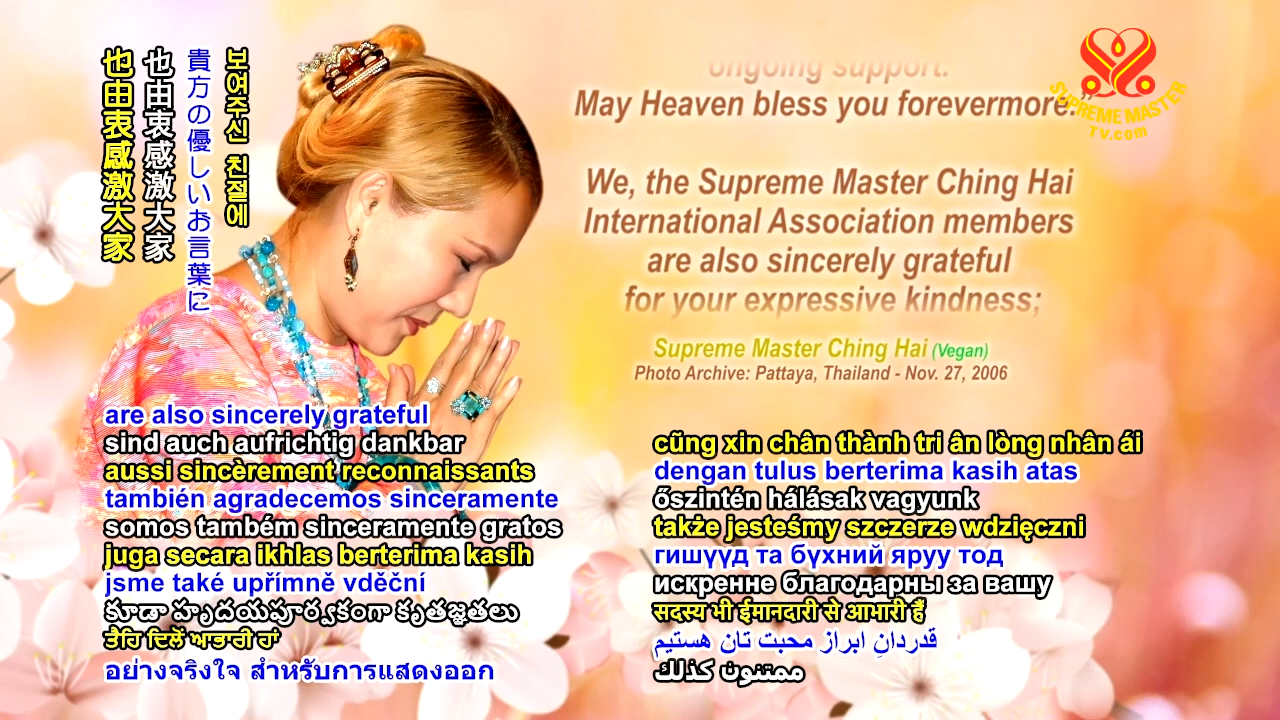 보여주신 친절에
貴方の優しいお言葉に
也由衷感激大家
也由衷感激大家
ongoing support.
May Heaven bless you forevermore."
We, the Supreme Master Ching Hai
International Association members
are also sincerely grateful
for your expressive kindness;
Supreme Master Ching Hai (Vegan)
Photo Archive: Pattaya, Thailand - Nov. 27, 2006
SUPREME MASTER
TV.com
are also sincerely grateful
sind auch aufrichtig dankbar
aussi sincèrement reconnaissants
también agradecemos sinceramente
somos também sinceramente gratos
juga secara ikhlas berterima kasih
jsme také upřímně vděční
కూడా హృదయపూర్వకంగా కృతజ్ఞతలు
ਤੈਹਿ ਦਿਲੋਂ ਆਭਾਰੀ ਹਾਂ
อย่างจริงใจ สำหรับการแสดงออก
cũng xin chân thành tri ân lòng nhân ái
dengan tulus berterima kasih atas
őszintén hálásak vagyunk
także jesteśmy szczerze wdzięczni
гишүүд та бүхний яруу тод
искренне благодарны за вашу
सदस्य भी ईमानदारी से आभारी हैं
قدردانِ ابراز محبت تان هستیم
ممتنون كذلك